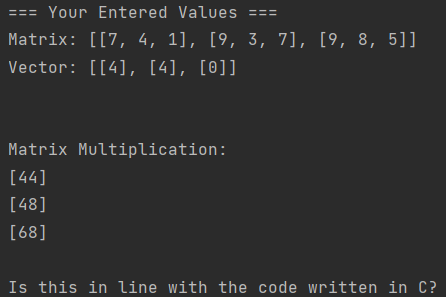 === Your Entered Values ===
Matrix: [[7, 4, 1], [9, 3, 7], [9, 8, 5]]
Vector: [[4], [4], [0]]
Matrix Multiplication:
[44]
[48]
[68]
Is this in line with the code written in C?